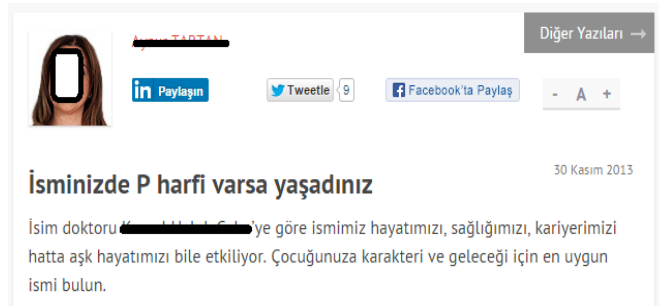 Diğer Yazıları →
in Paylaşın
Tweetle 9
f Facebook'ta Paylaş
- A +
30 Kasım 2013
İsminizde P harfi varsa yaşadınız
İsim doktoru 'ye göre ismimiz hayatımızı, sağlığımızı, kariyerimizi
hatta aşk hayatımızı bile etkiliyor. Çocuğunuza karakteri ve geleceği için en uygun
ismi bulun.